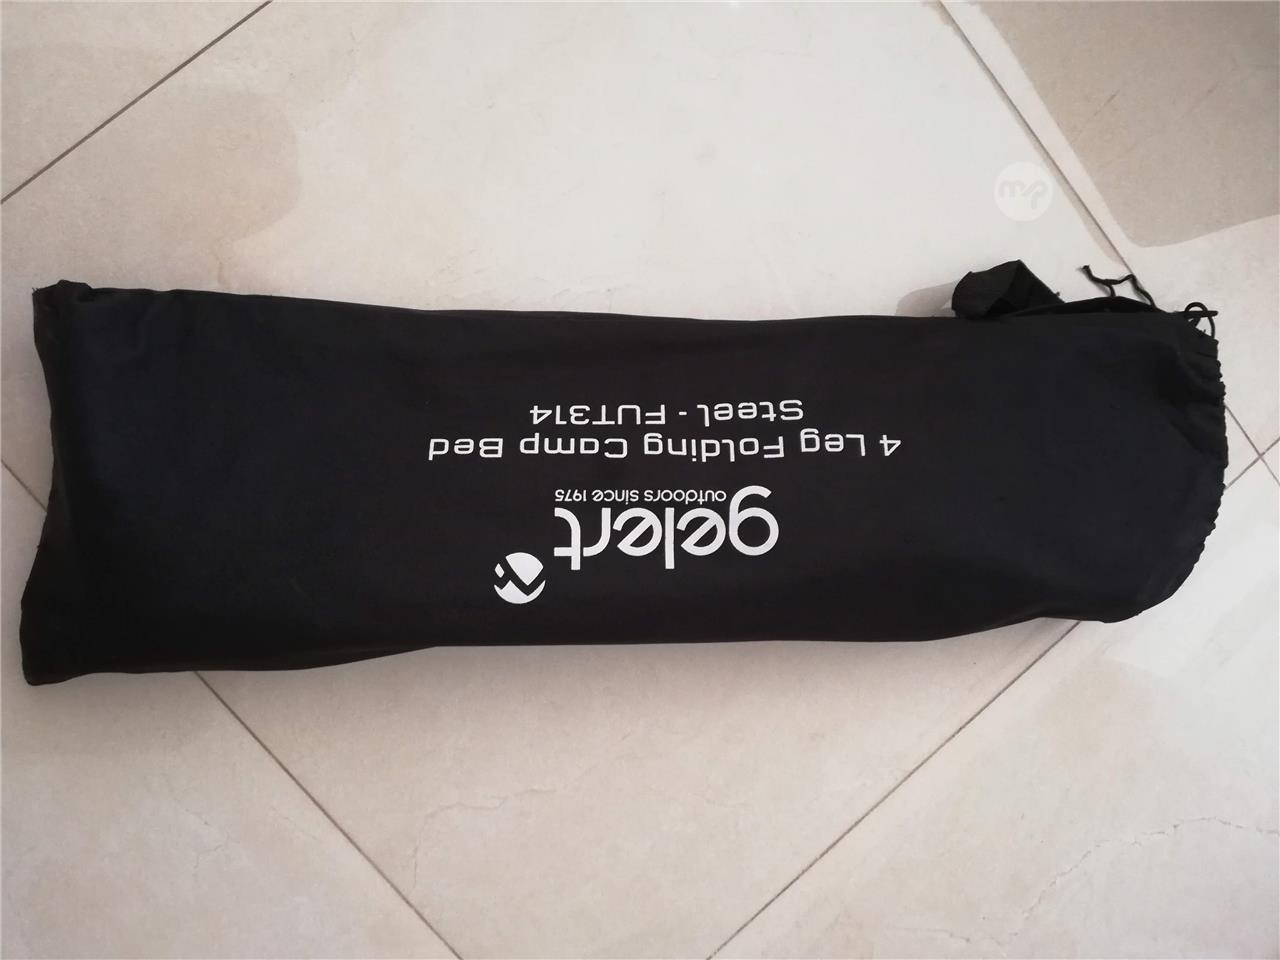 gelert
outdoors since 1975
4 Leg Folding Camp Bed
Steel - FUT314